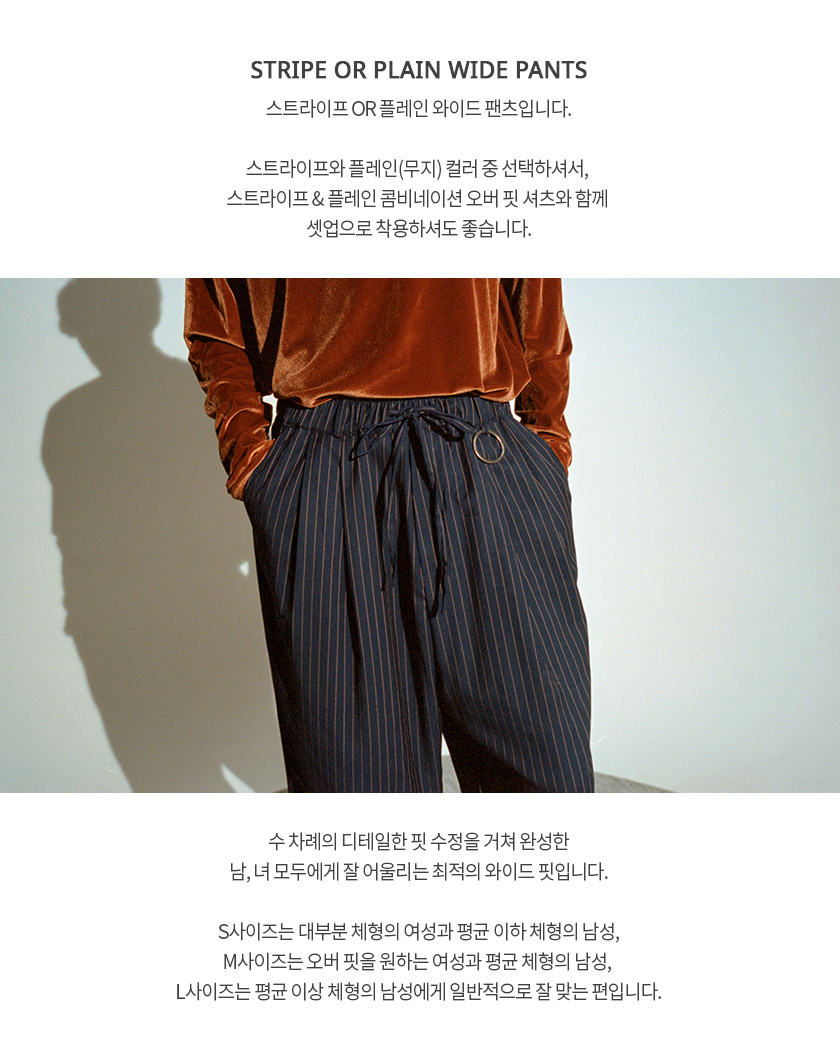 STRIPE OR PLAIN WIDE PANTS
스트라이프 OR 플레인 와이드 팬츠입니다.
스트라이프와 플레인(무지) 컬러 중 선택하셔서,
스트라이프 & 플레인 콤비네이션 오버 핏 셔츠와 함께
셋업으로 착용하셔도 좋습니다.
수 차례의 디테일한 핏 수정을 거쳐 완성한
남, 녀 모두에게 잘 어울리는 최적의 와이드 핏입니다.
S사이즈는 대부분 체형의 여성과 평균 이하 체형의 남성,
M사이즈는 오버 핏을 원하는 여성과 평균 체형의 남성,
L사이즈는 평균 이상 체형의 남성에게 일반적으로 잘 맞는 편입니다.